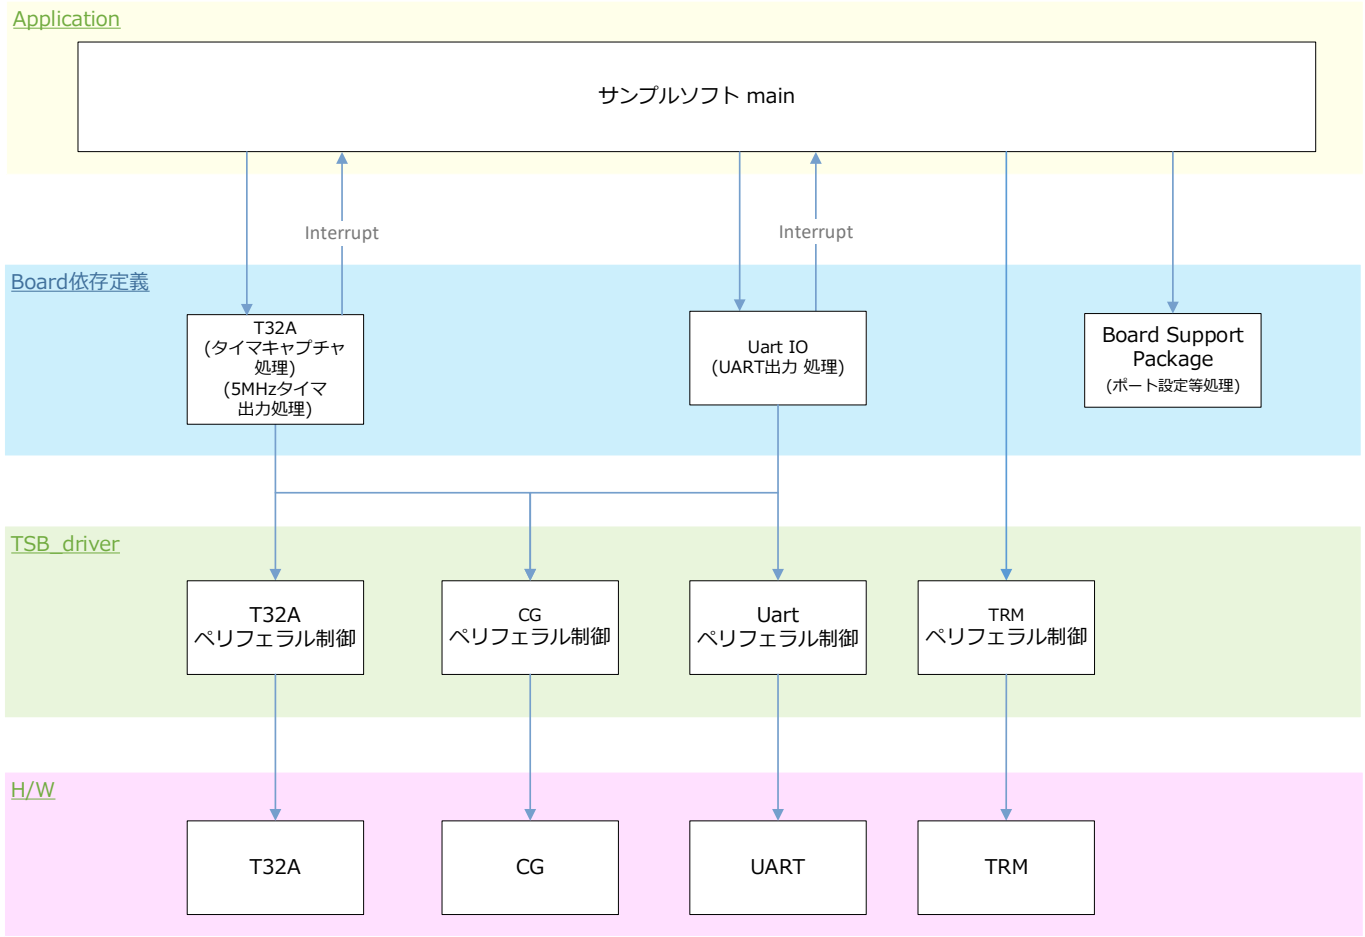 Application
サンプルソフト main
Interrupt
Interrupt
Board依存定義
T32A
(タイマキャプチャ
処理)
(5MHzタイマ
出力処理)
Uart IO
(UART出力 処理)
Board Support
Package
(ポート設定等処理)
TSB_driver
T32A
ペリフェラル制御
CG
ペリフェラル制御
Uart
ペリフェラル制御
TRM
ペリフェラル制御
H/W
T32A
CG
UART
TRM